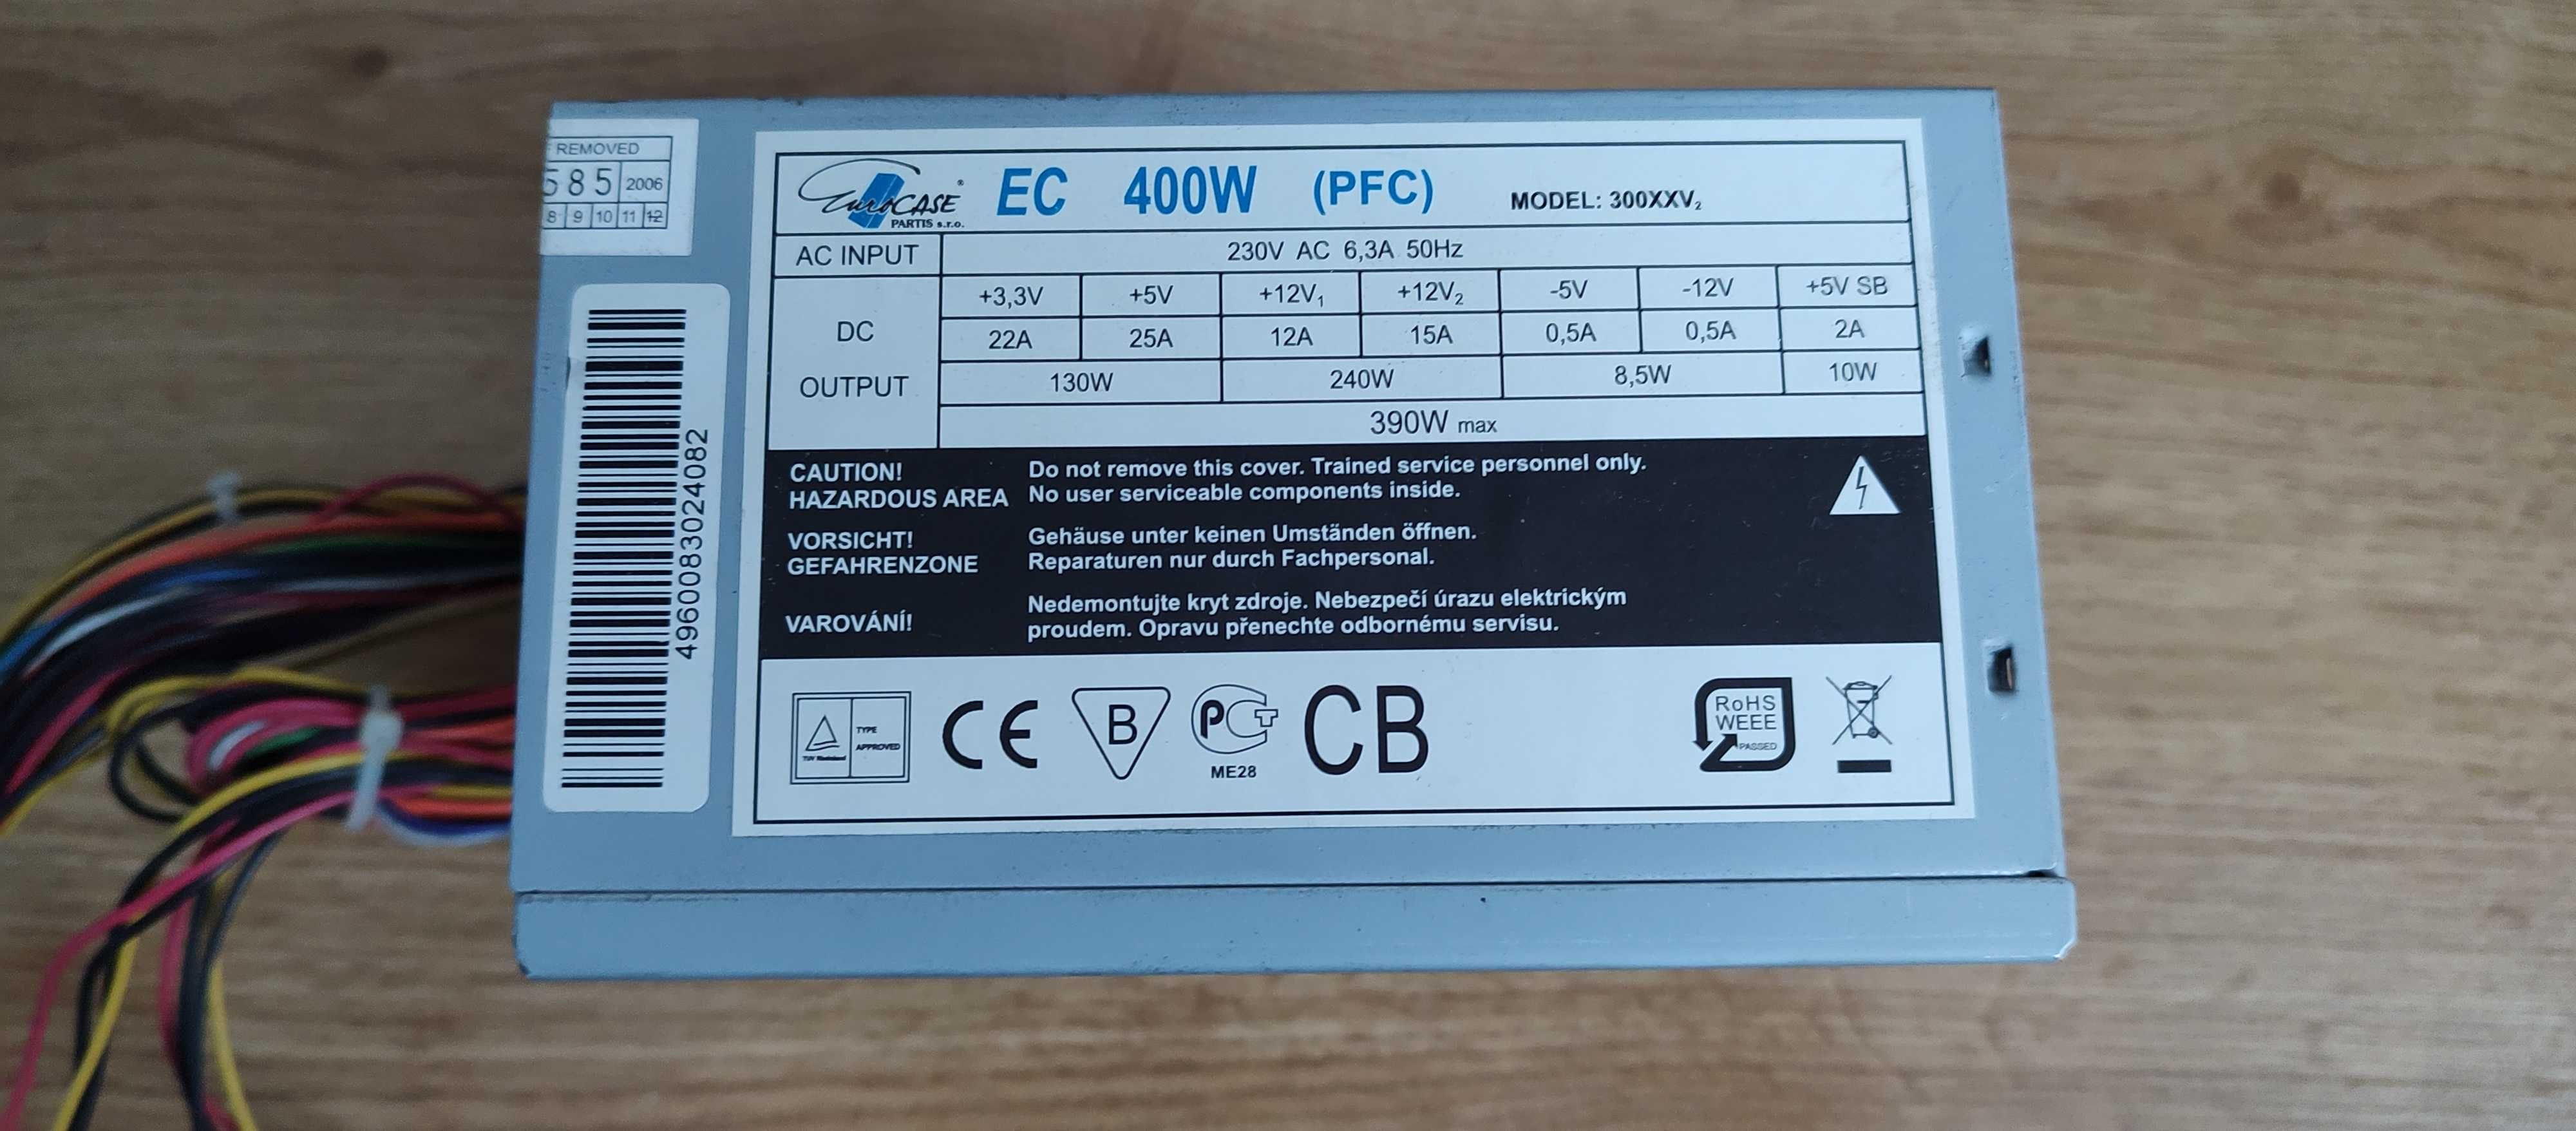 REMOVED
585 2006
8 9 10 11 12
4960083024082
EuroCASE®
PARTIS s.r.o.
EC 400W (PFC) MODEL: 300XXV₂
AC INPUT 230V AC 6,3A 50Hz
DC OUTPUT
+3,3V +5V +12V₁ +12V₂ -5V -12V +5V SB
22A 25A 12A 15A 0,5A 0,5A 2A
130W 240W 8,5W 10W
390W max
CAUTION!
HAZARDOUS AREA
Do not remove this cover. Trained service personnel only.
No user serviceable components inside.
VORSICHT!
GEFAHRENZONE
Gehäuse unter keinen Umständen öffnen.
Reparaturen nur durch Fachpersonal.
VAROVÁNÍ!
Nedemontujte kryt zdroje. Nebezpečí úrazu elektrickým
proudem. Opravu přenechte odbornému servisu.
TÜV Rheinland
TYPE
APPROVED
CE
B
PCT
ME28
CB
RoHS
WEEE
PASSED